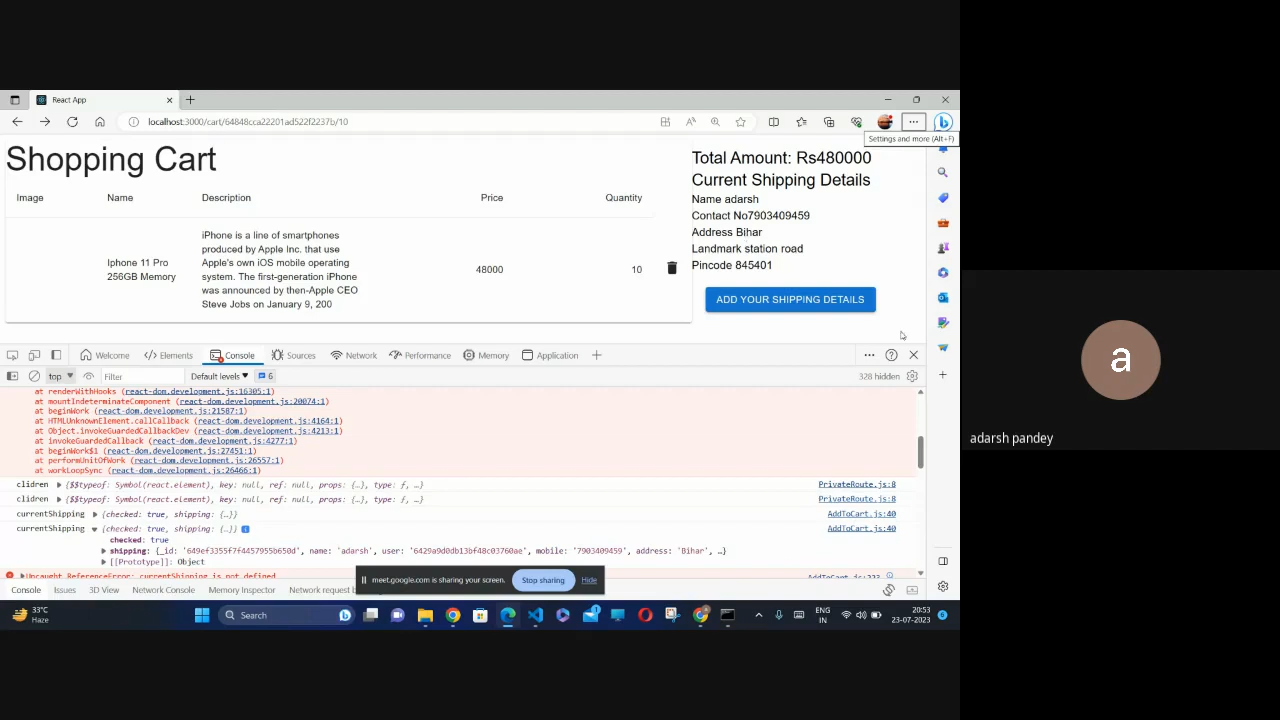 React App
localhost:3000/cart/64848cca22201ad522f2237b/10
Settings and more (Alt+F)
Shopping Cart
Image Name Description Price Quantity
iPhone is a line of smartphones
produced by Apple Inc. that use
Apple's own iOS mobile operating
system. The first-generation iPhone
was announced by then-Apple CEO
Steve Jobs on January 9, 200
Iphone 11 Pro
256GB Memory
48000
10
Total Amount: Rs480000
Current Shipping Details
Name adarsh
Contact No7903409459
Address Bihar
Landmark station road
Pincode 845401
ADD YOUR SHIPPING DETAILS
Welcome Elements Console Sources Network Performance Memory Application
top Filter Default levels 6 328 hidden
at renderWithHooks (react-dom.development.js:16305:1)
at mountIndeterminateComponent (react-dom.development.js:20074:1)
at beginWork (react-dom.development.js:21587:1)
at HTMLUnknownElement.callCallback (react-dom.development.js:4164:1)
at Object.invokeGuardedCallbackDev (react-dom.development.js:4213:1)
at invokeGuardedCallback (react-dom.development.js:4277:1)
at beginWork$1 (react-dom.development.js:27451:1)
at performUnitOfWork (react-dom.development.js:26557:1)
at workLoopSync (react-dom.development.js:26466:1)
clidren {$$typeof: Symbol(react.element), key: null, ref: null, props: {…}, type: ƒ, …} PrivateRoute.js:8
clidren {$$typeof: Symbol(react.element), key: null, ref: null, props: {…}, type: ƒ, …} PrivateRoute.js:8
currentShipping {checked: true, shipping: {…}} AddToCart.js:40
currentShipping {checked: true, shipping: {…}} i AddToCart.js:40
checked: true
shipping: {_id: '649ef3355f7f4457955b650d', name: 'adarsh', user: '6429a9d0db13bf48c03760ae', mobile: '7903409459', address: 'Bihar', …}
[[Prototype]]: Object
Uncaught ReferenceError: currentShipping is not defined AddToCart.js:223
meet.google.com is sharing your screen. Stop sharing Hide
Console Issues 3D View Network Console Memory Inspector Network request b
33°C
Haze
Search
ENG
IN
20:53
23-07-2023
a
adarsh pandey